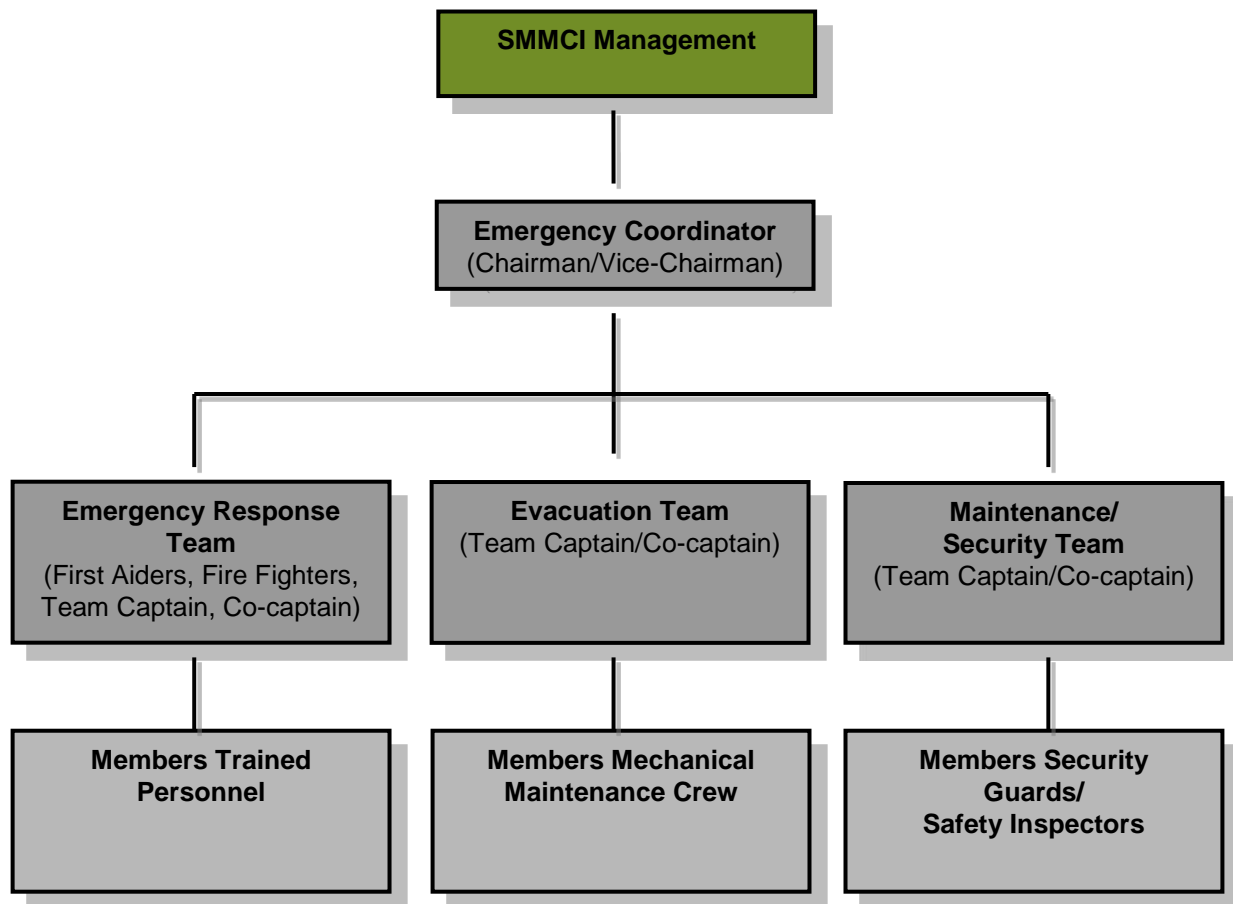 SMMCI Management
Emergency Coordinator
(Chairman/Vice-Chairman)
Emergency Response
Team
(First Aiders, Fire Fighters,
Team Captain, Co-captain)
Evacuation Team
(Team Captain/Co-captain)
Maintenance/
Security Team
(Team Captain/Co-captain)
Members Trained
Personnel
Members Mechanical
Maintenance Crew
Members Security
Guards/
Safety Inspectors